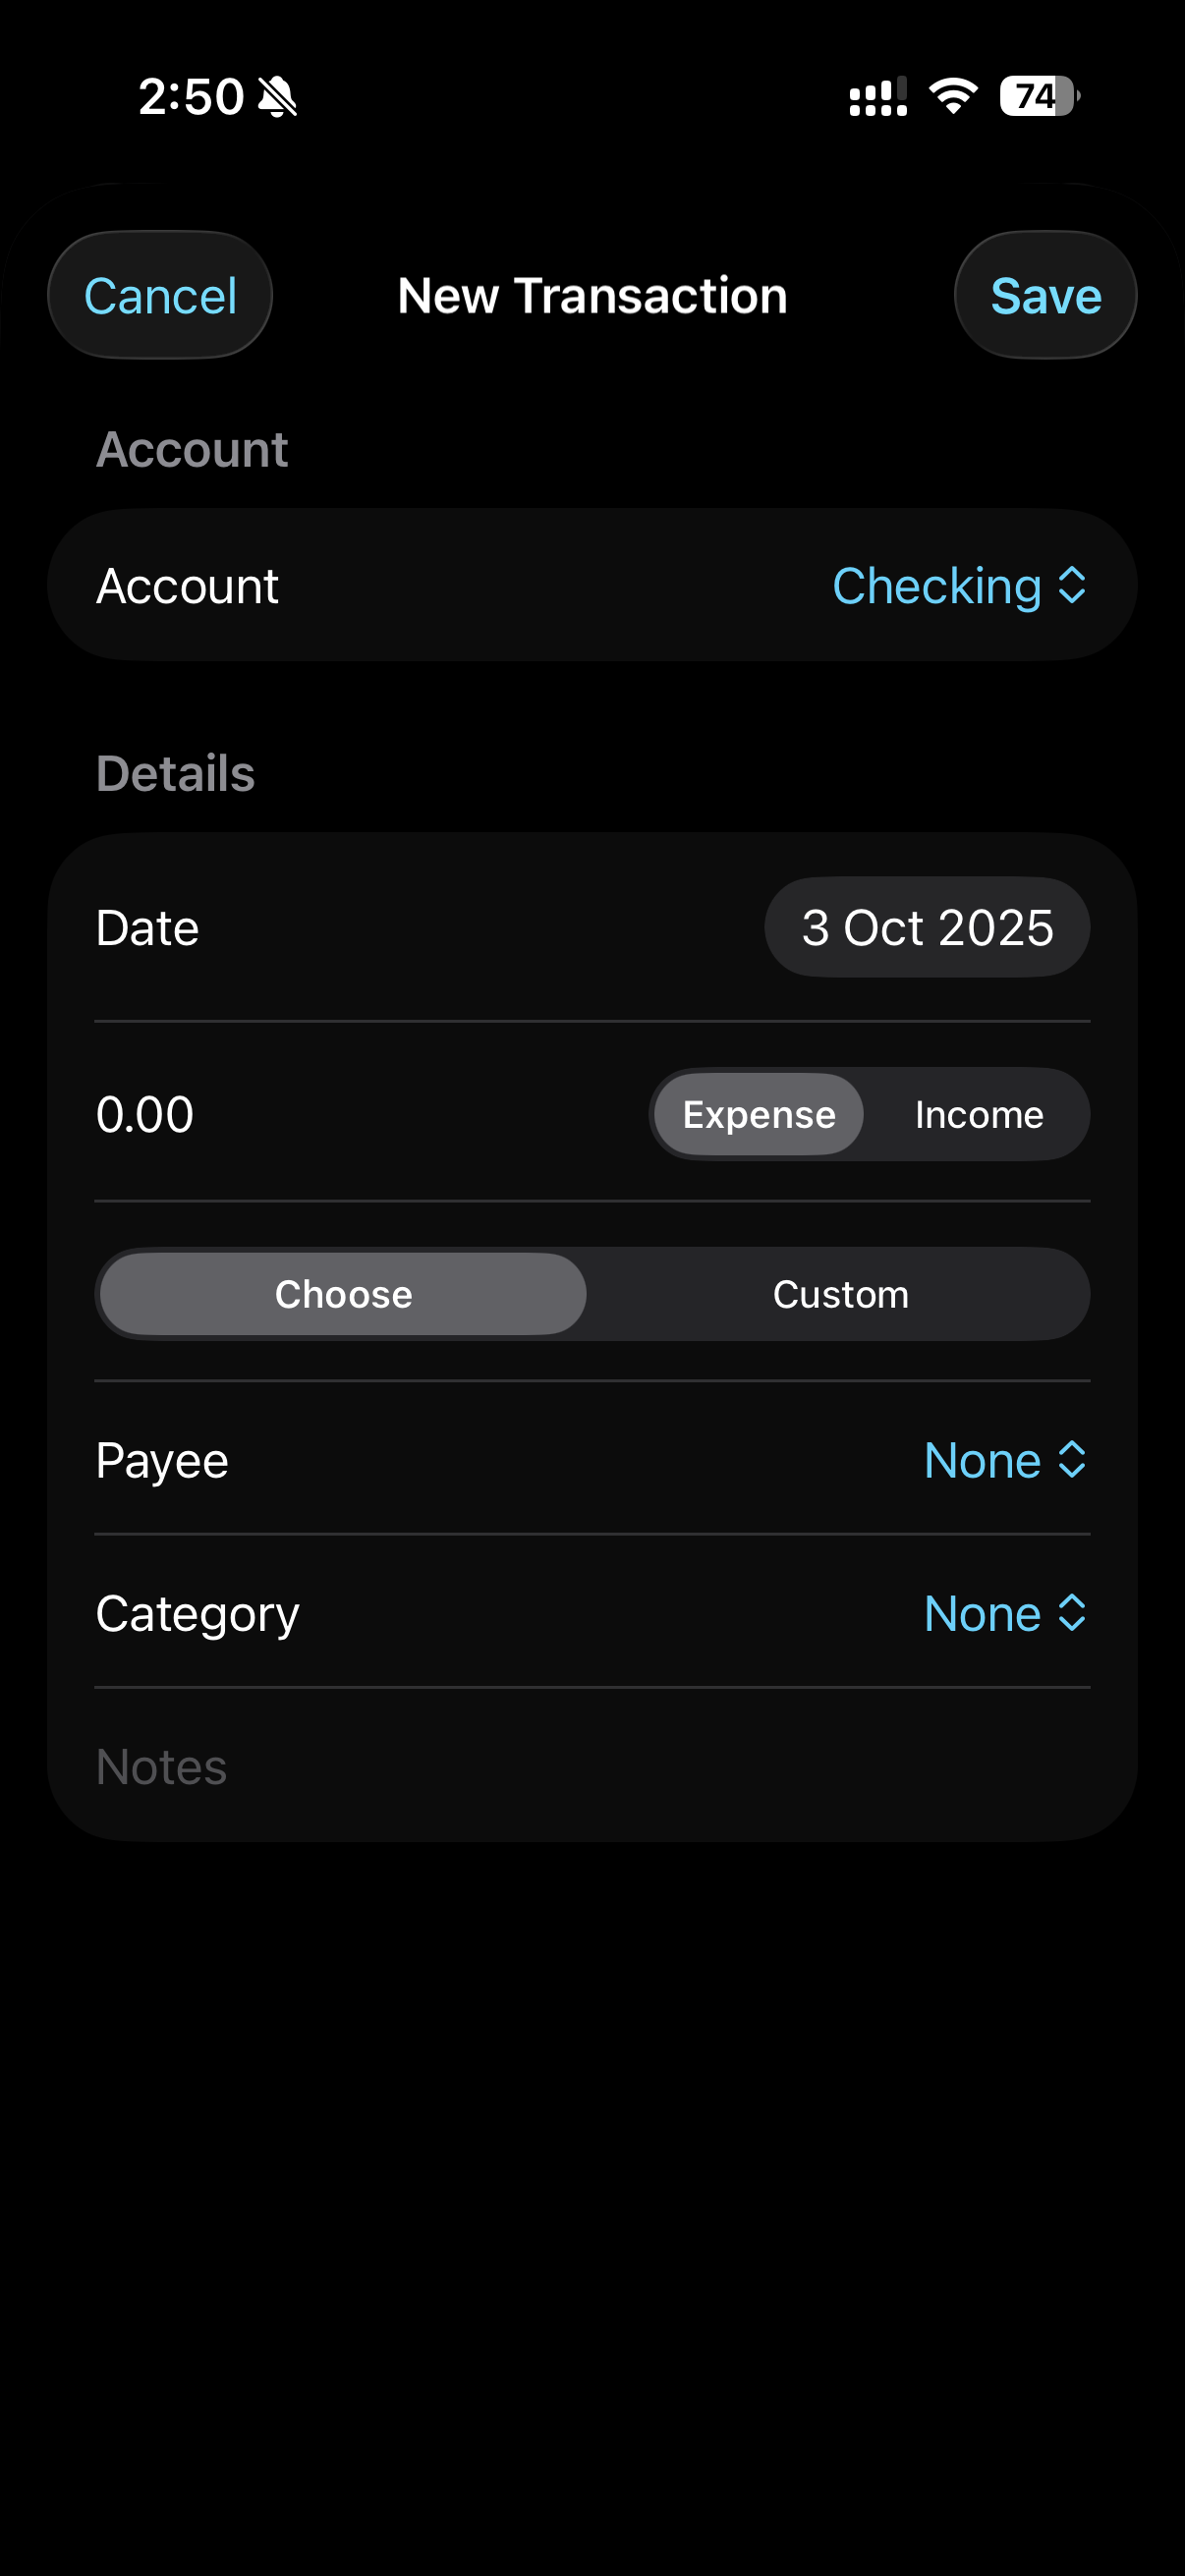 2:50 74
Cancel New Transaction Save
Account
Account Checking
Details
Date 3 Oct 2025
0.00 Expense Income
Choose Custom
Payee None
Category None
Notes